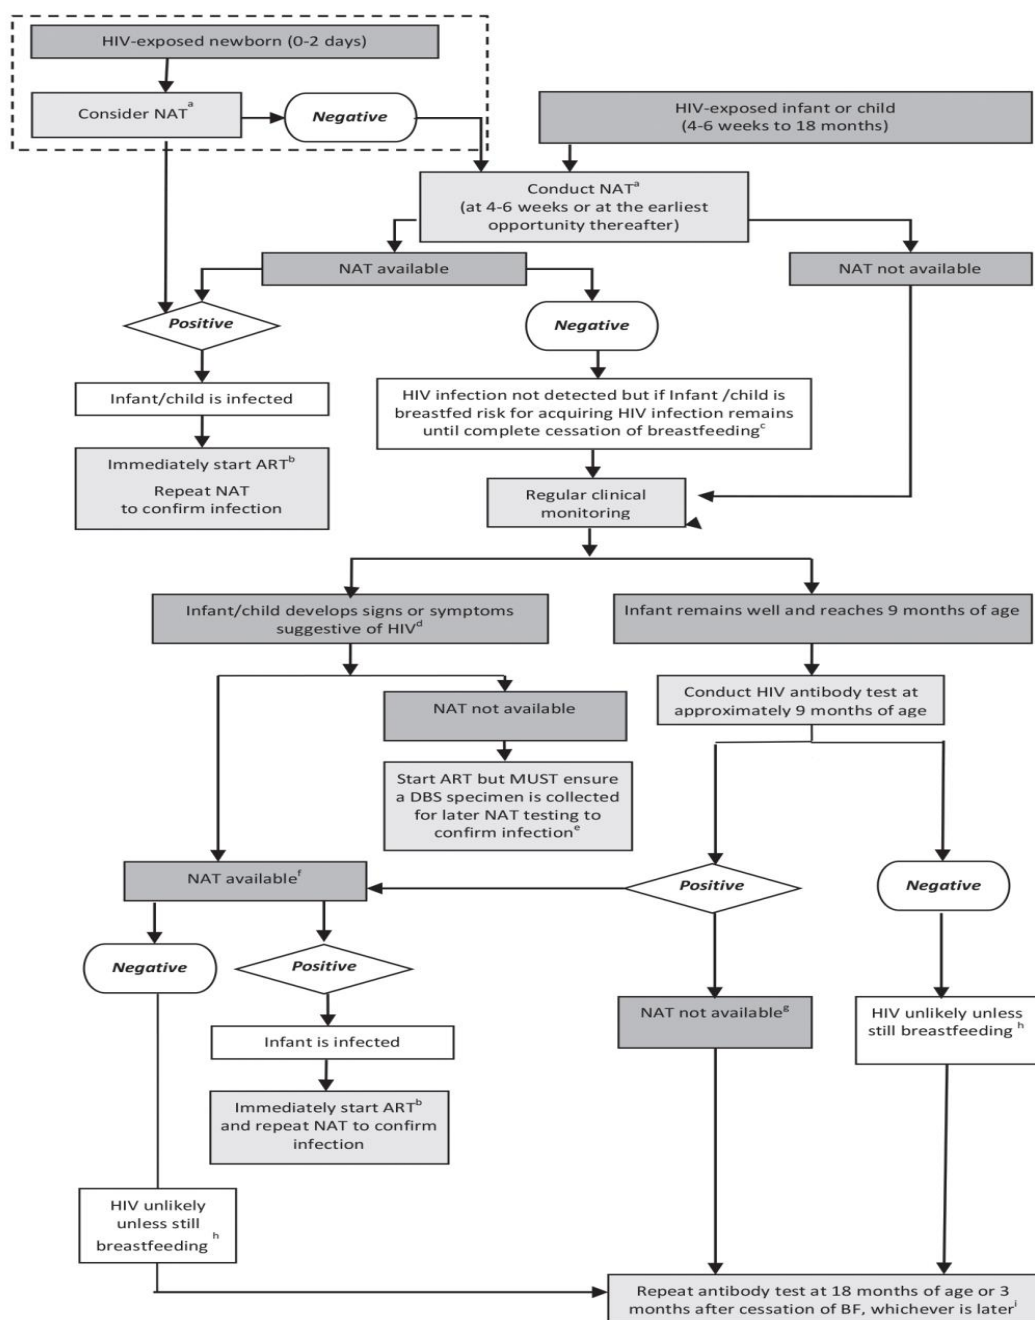 HIV-exposed newborn (0-2 days)
Consider NATa
Negative
HIV-exposed infant or child
(4-6 weeks to 18 months)
Conduct NATa
(at 4-6 weeks or at the earliest
opportunity thereafter)
NAT available
NAT not available
Positive
Negative
Infant/child is infected
HIV infection not detected but if Infant /child is
breastfed risk for acquiring HIV infection remains
until complete cessation of breastfeedingc
Immediately start ARTb
Repeat NAT
to confirm infection
Regular clinical
monitoring
Infant/child develops signs or symptoms
suggestive of HIVd
Infant remains well and reaches 9 months of age
NAT not available
Conduct HIV antibody test at
approximately 9 months of age
Start ART but MUST ensure
a DBS specimen is collected
for later NAT testing to
confirm infectione
NAT availablef
Positive
Negative
Negative
Positive
NAT not availableg
HIV unlikely unless
still breastfeeding h
Infant is infected
Immediately start ARTb
and repeat NAT to confirm
infection
HIV unlikely
unless still
breastfeeding h
Repeat antibody test at 18 months of age or 3
months after cessation of BF, whichever is lateri